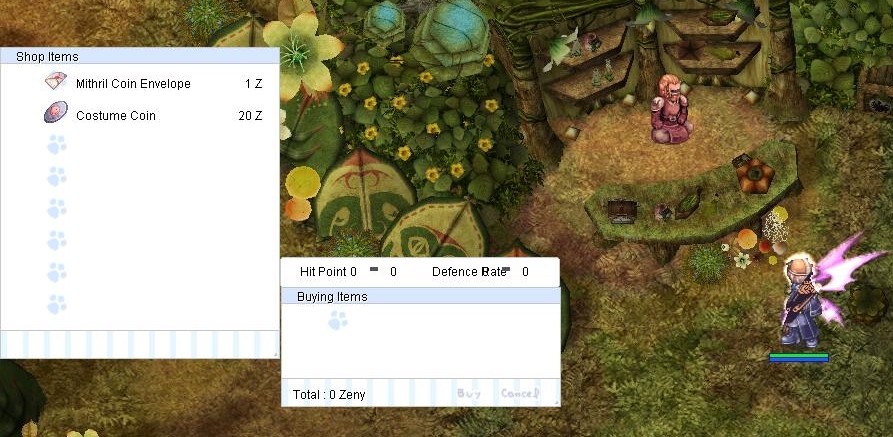 Shop Items
Mithril Coin Envelope 1 Z
Costume Coin 20 Z
Hit Point 0 0 Defence Rate 0
Buying Items
Total : 0 Zeny Buy Cancel